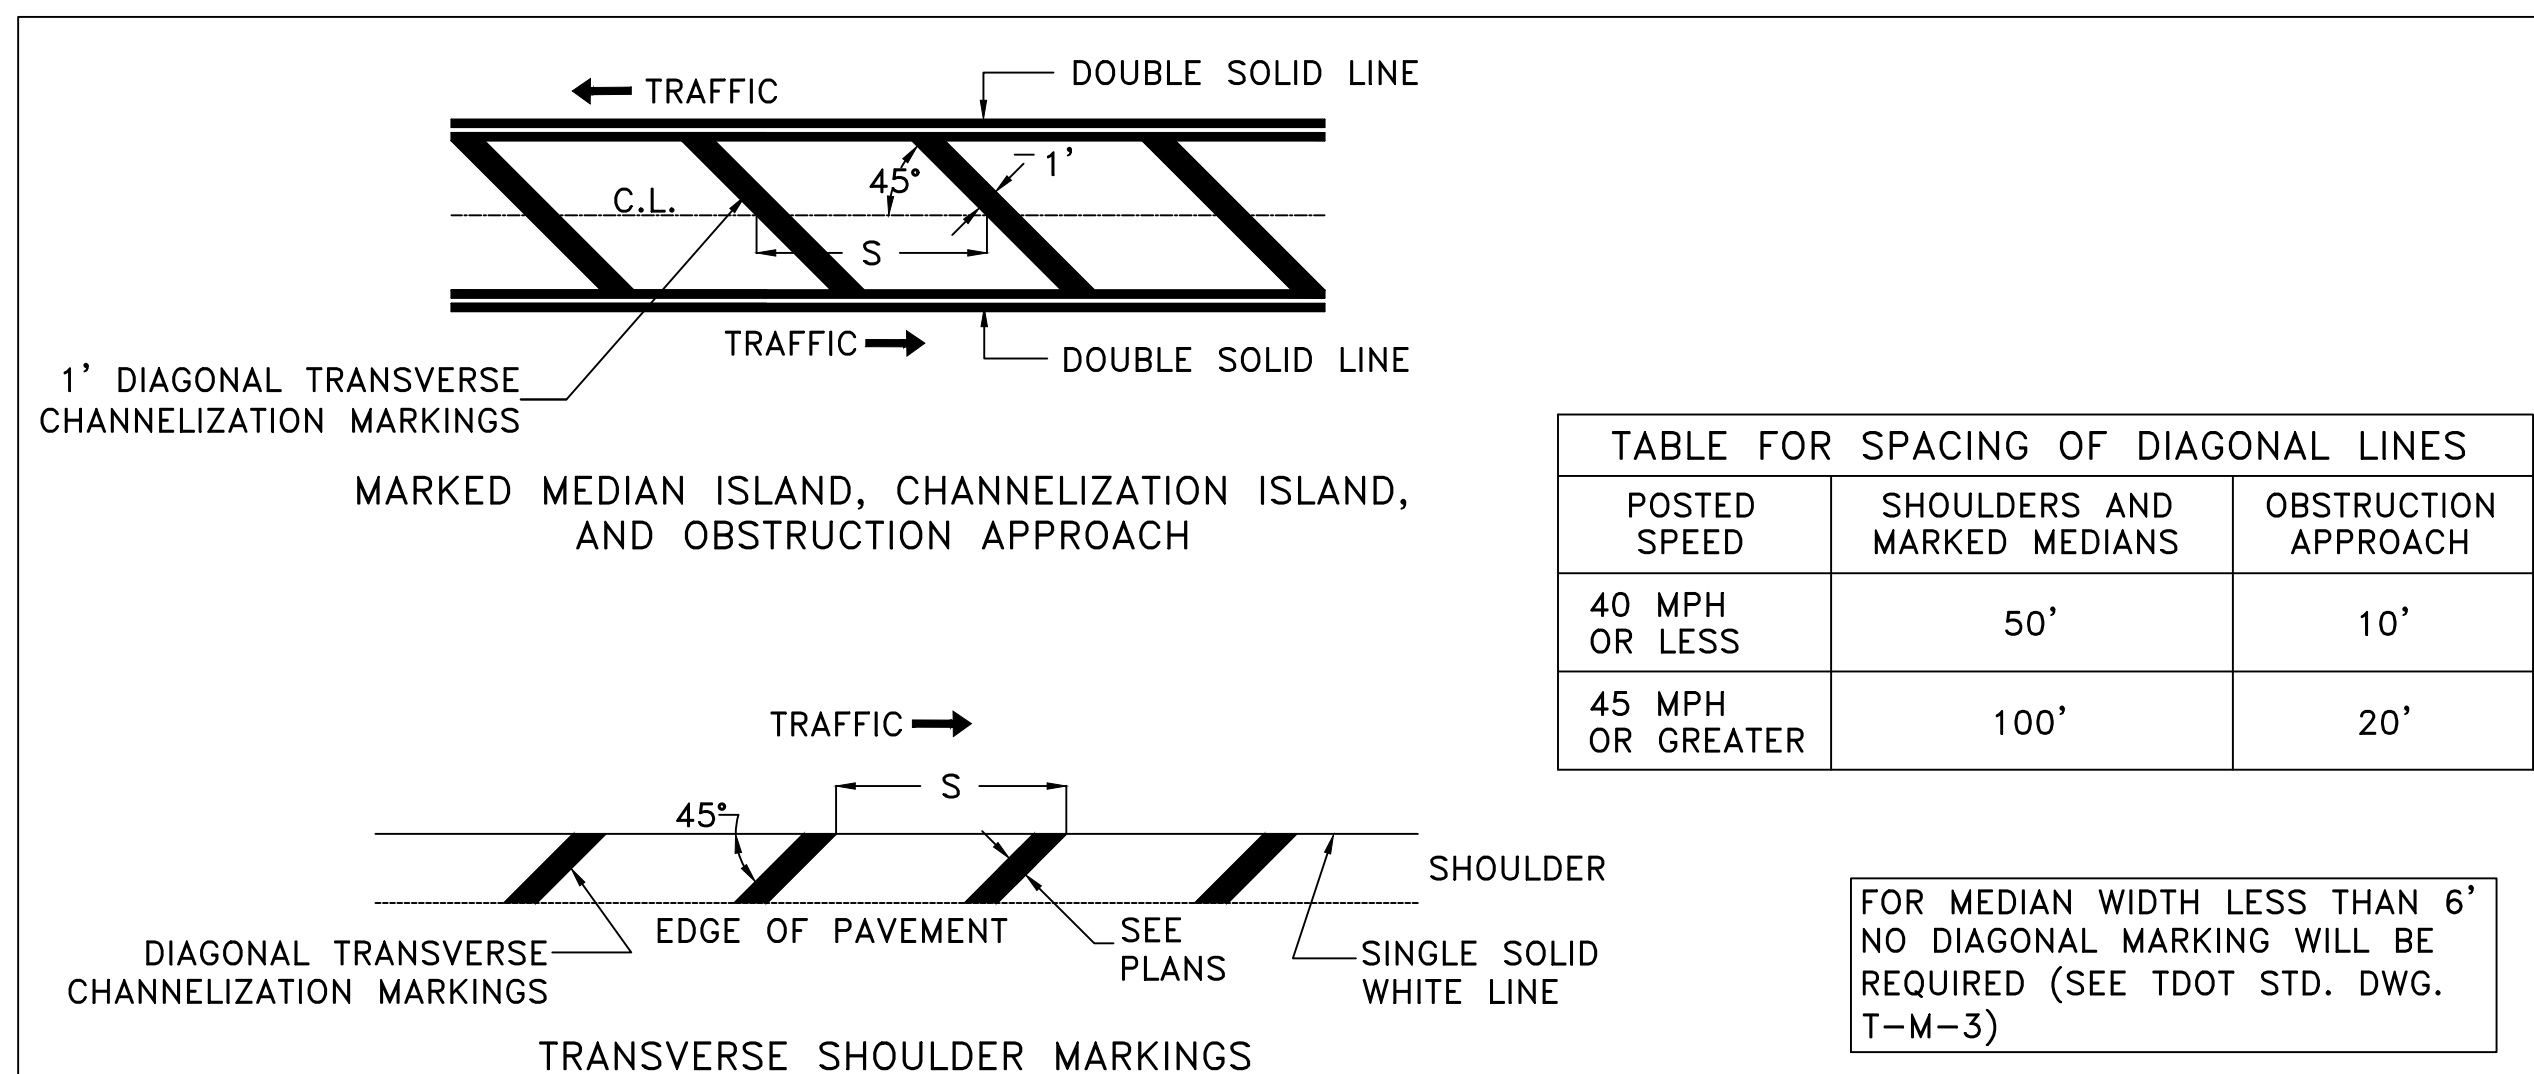 TRAFFIC
DOUBLE SOLID LINE
1'
45°
C.L.
S
TRAFFIC
DOUBLE SOLID LINE
1' DIAGONAL TRANSVERSE
CHANNELIZATION MARKINGS
MARKED MEDIAN ISLAND, CHANNELIZATION ISLAND,
AND OBSTRUCTION APPROACH
TABLE FOR SPACING OF DIAGONAL LINES
POSTED
SPEED
SHOULDERS AND
MARKED MEDIANS
OBSTRUCTION
APPROACH
40 MPH
OR LESS
50'
10'
45 MPH
OR GREATER
100'
20'
TRAFFIC
S
45°
SHOULDER
EDGE OF PAVEMENT
SEE
PLANS
DIAGONAL TRANSVERSE
CHANNELIZATION MARKINGS
SINGLE SOLID
WHITE LINE
TRANSVERSE SHOULDER MARKINGS
FOR MEDIAN WIDTH LESS THAN 6'
NO DIAGONAL MARKING WILL BE
REQUIRED (SEE TDOT STD. DWG.
T-M-3)